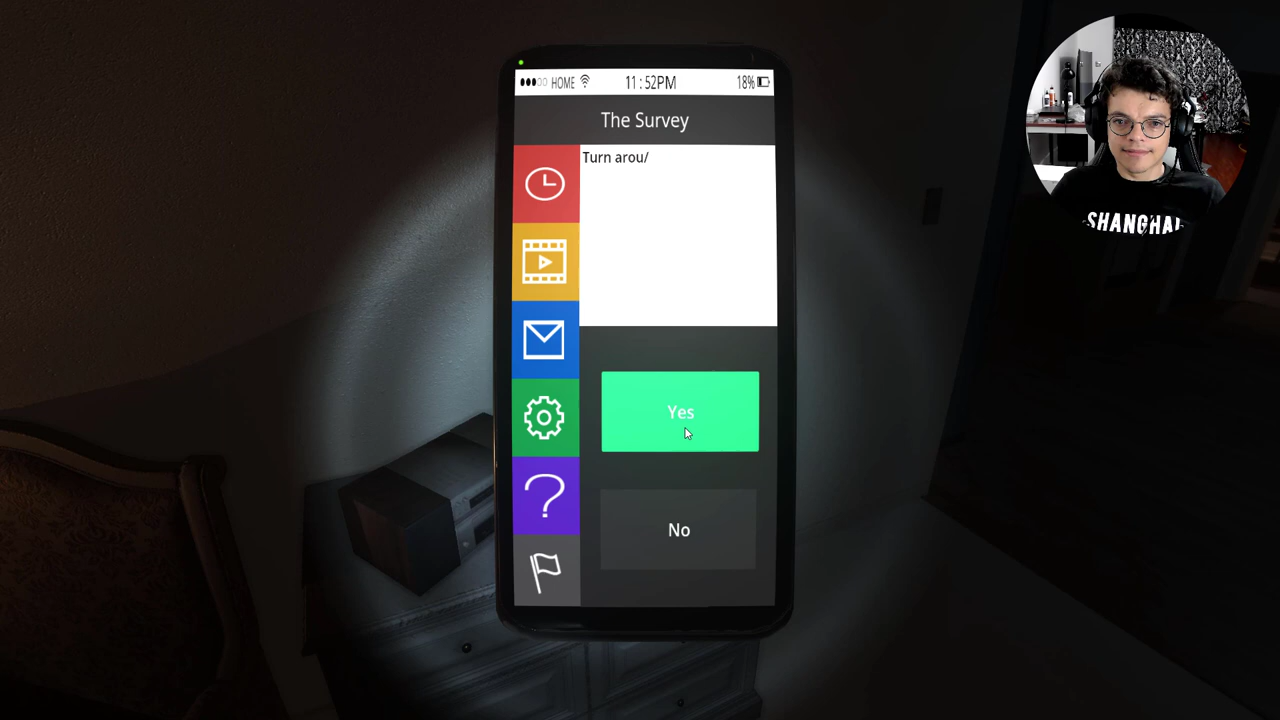 HOME 11:52PM 18%
The Survey
Turn arou/
Yes
No
SHANGHAI